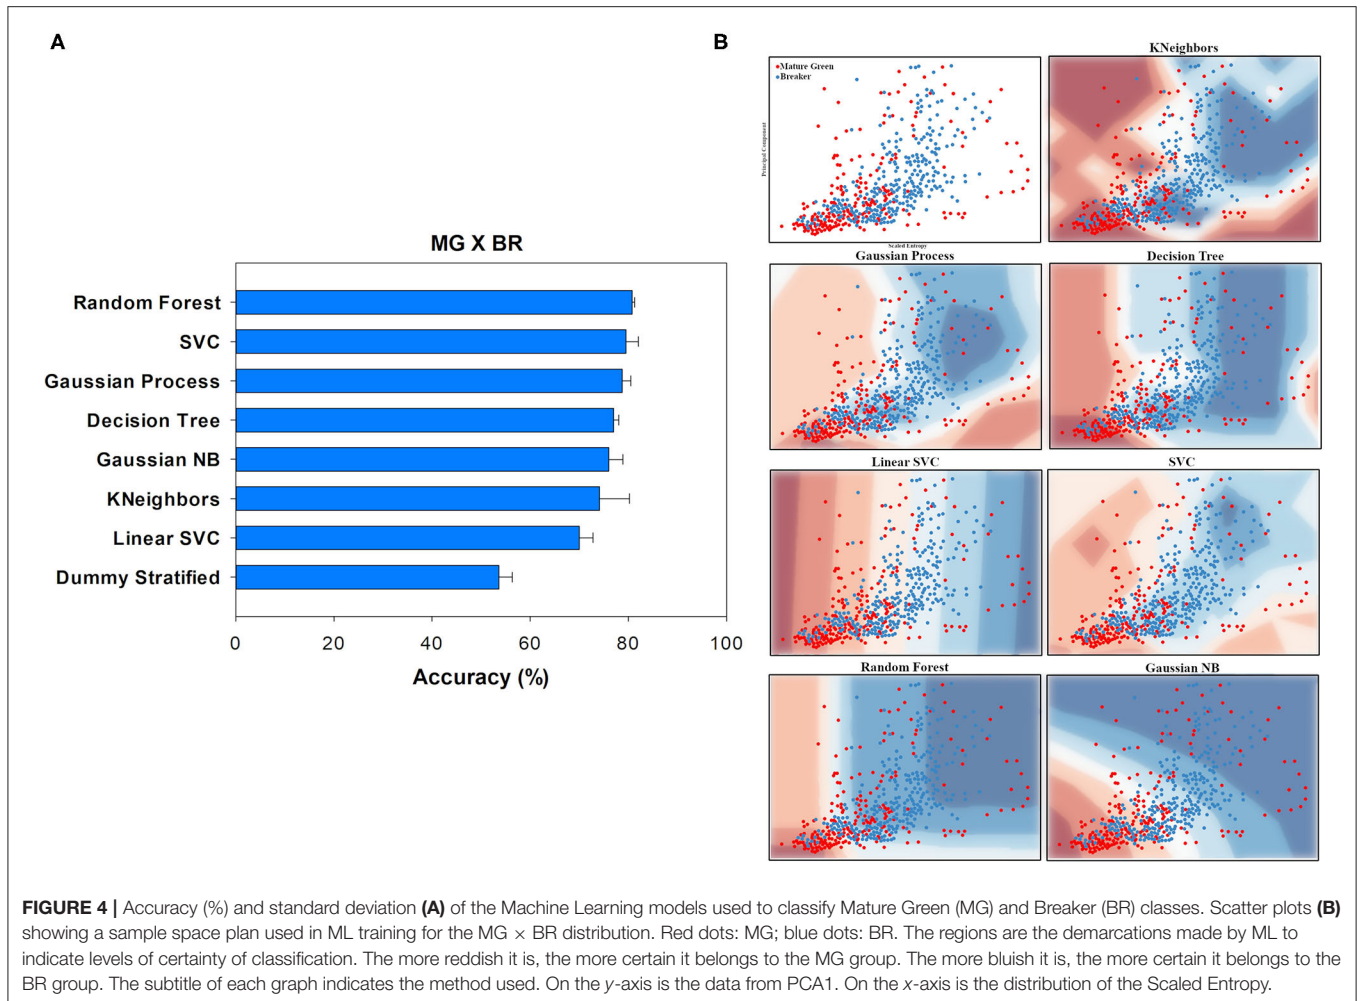 A
MG X BR
Random Forest
SVC
Gaussian Process
Decision Tree
Gaussian NB
KNeighbors
Linear SVC
Dummy Stratified
0 20 40 60 80 100
Accuracy (%)
B
Mature Green
Breaker
Principal Component
Scaled Entropy
KNeighbors
Gaussian Process
Decision Tree
Linear SVC
SVC
Random Forest
Gaussian NB
FIGURE 4 | Accuracy (%) and standard deviation (A) of the Machine Learning models used to classify Mature Green (MG) and Breaker (BR) classes. Scatter plots (B)
showing a sample space plan used in ML training for the MG × BR distribution. Red dots: MG; blue dots: BR. The regions are the demarcations made by ML to
indicate levels of certainty of classification. The more reddish it is, the more certain it belongs to the MG group. The more bluish it is, the more certain it belongs to the
BR group. The subtitle of each graph indicates the method used. On the y-axis is the data from PCA1. On the x-axis is the distribution of the Scaled Entropy.